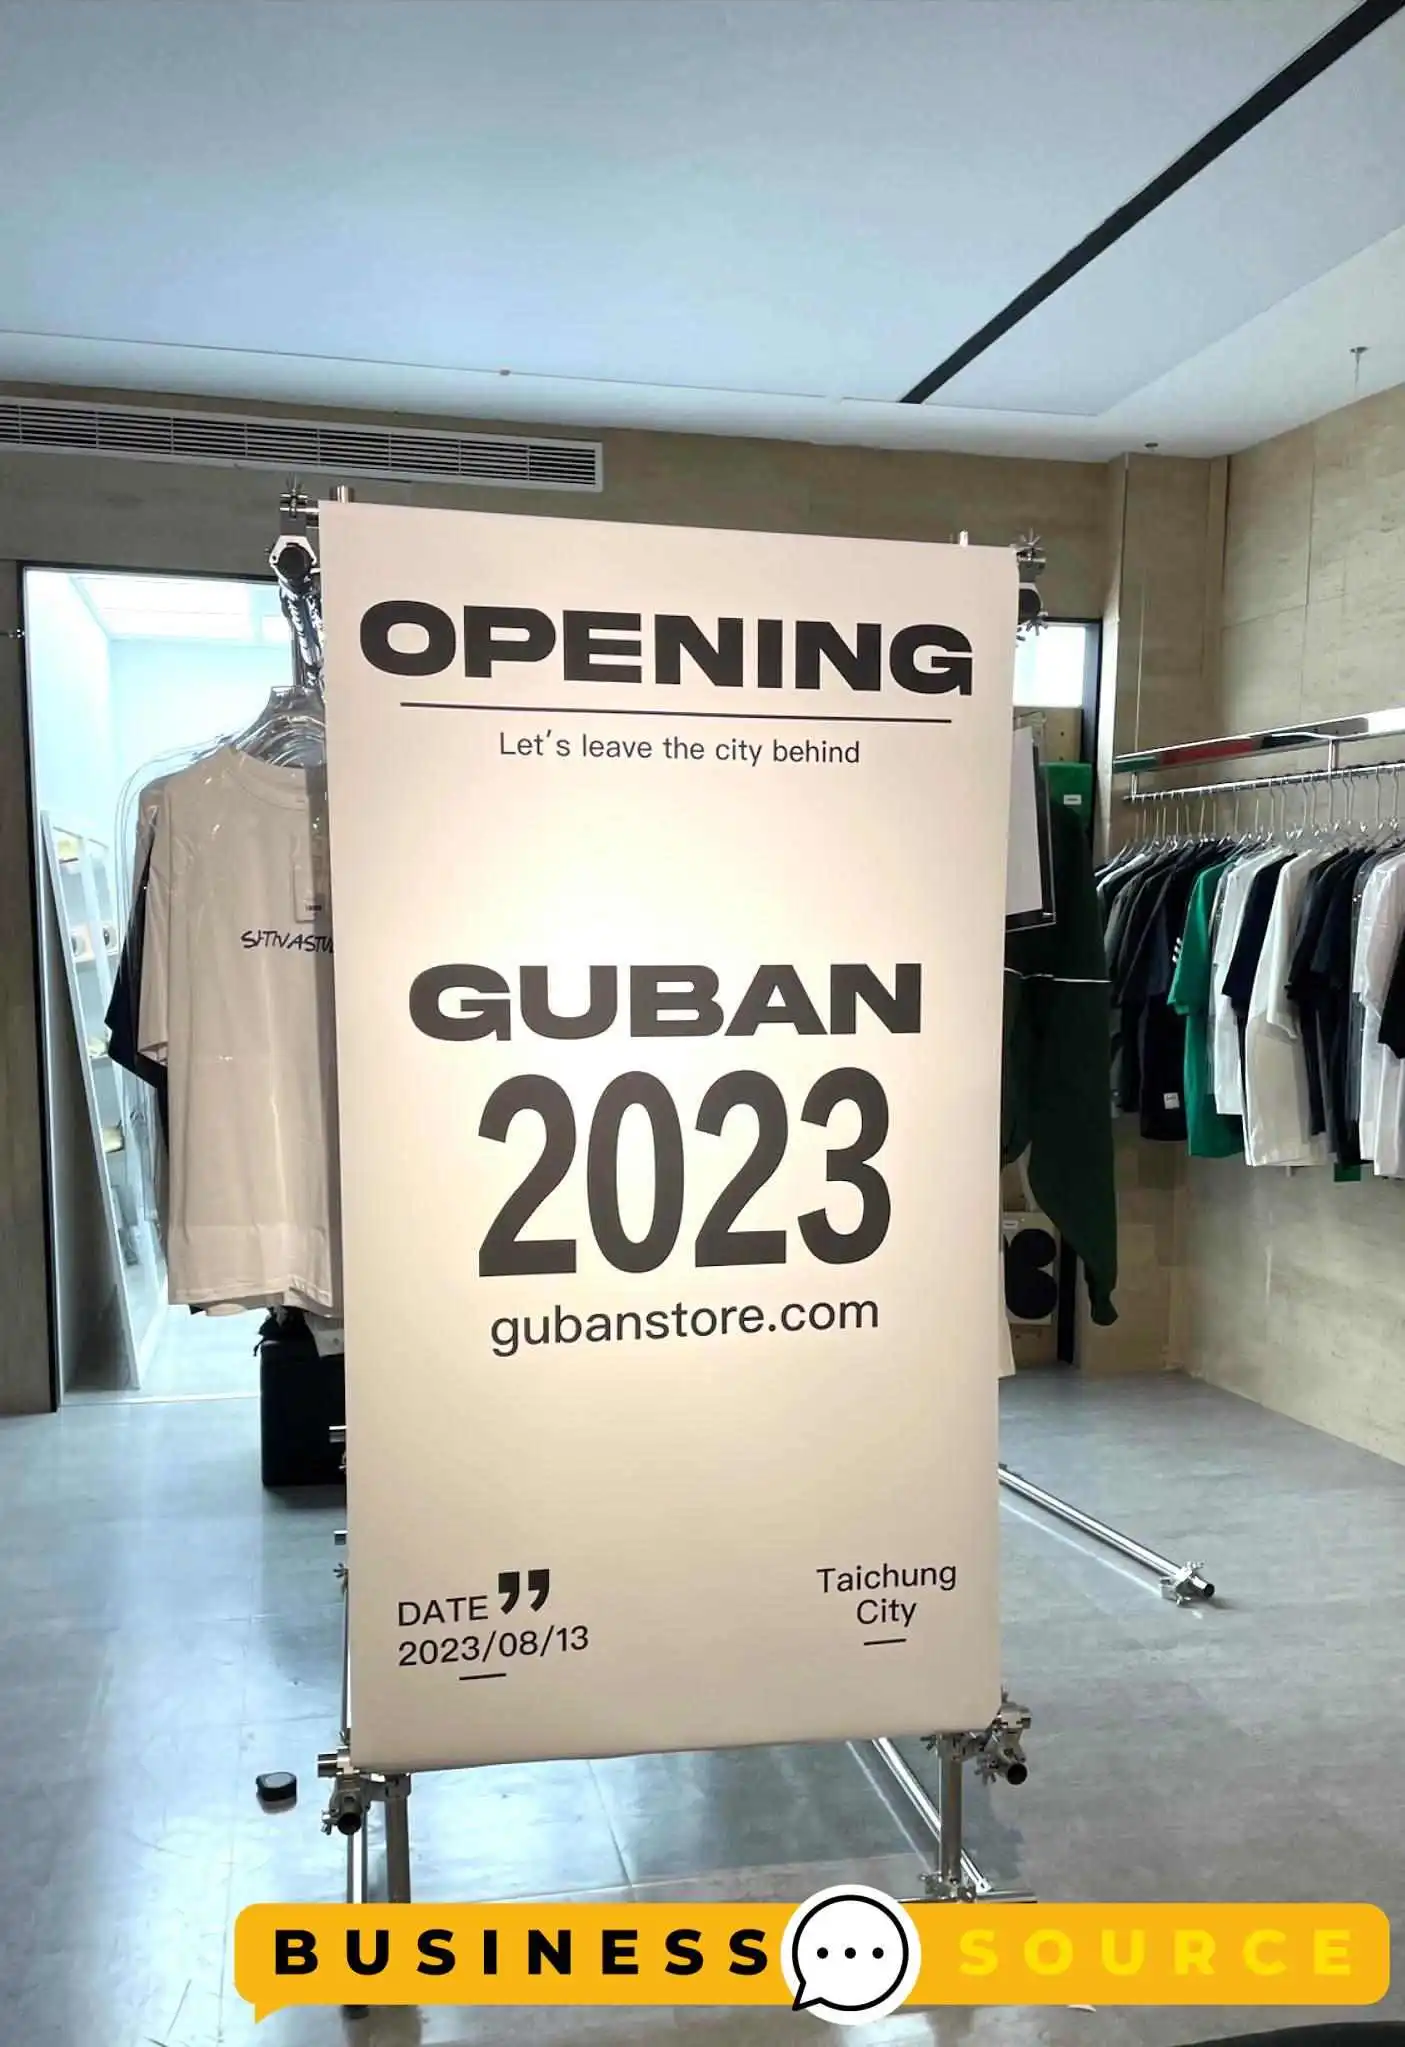 OPENING
Let's leave the city behind
GUBAN
2023
gubanstore.com
DATE ❜❜
2023/08/13
Taichung
City
BUSINESS SOURCE